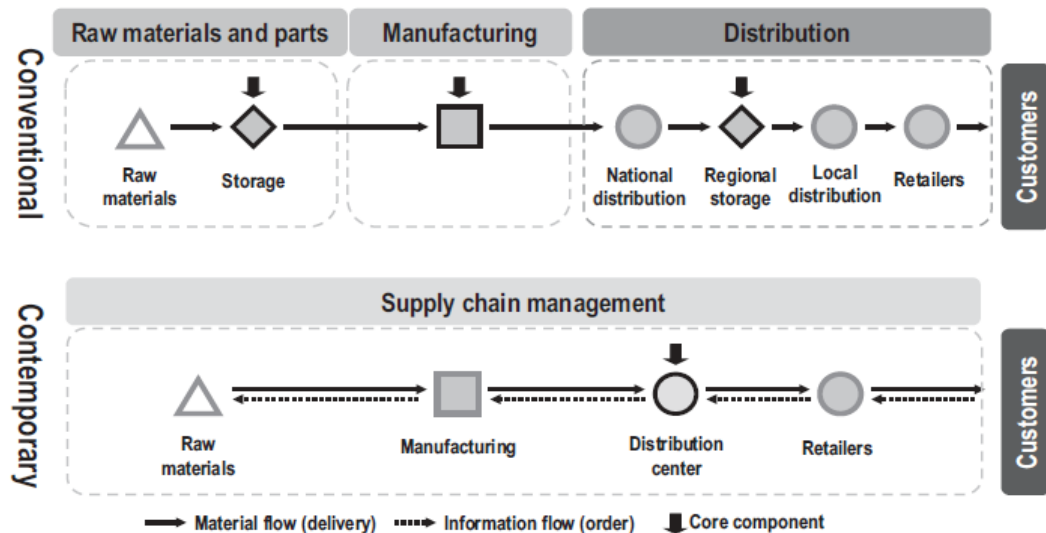 Raw materials and parts
Manufacturing
Distribution
Conventional
Raw
materials
Storage
National
distribution
Regional
storage
Local
distribution
Retailers
Customers
Supply chain management
Contemporary
Raw
materials
Manufacturing
Distribution
center
Retailers
Customers
Material flow (delivery)
Information flow (order)
Core component